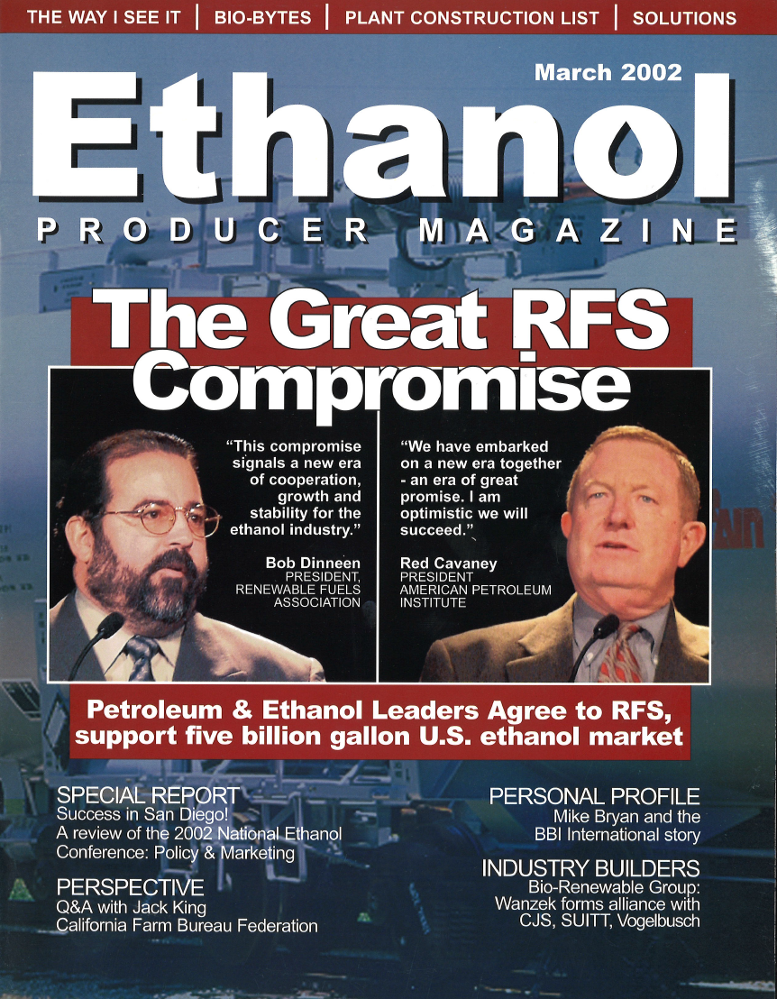 THE WAY I SEE IT | BIO-BYTES | PLANT CONSTRUCTION LIST | SOLUTIONS
March 2002
Ethanol
PRODUCER MAGAZINE
The Great RFS
Compromise
“This compromise
signals a new era
of cooperation,
growth and
stability for the
ethanol industry.”
Bob Dinneen
PRESIDENT,
RENEWABLE FUELS
ASSOCIATION
“We have embarked
on a new era together
- an era of great
promise. I am
optimistic we will
succeed.”
Red Cavaney
PRESIDENT
AMERICAN PETROLEUM
INSTITUTE
Petroleum & Ethanol Leaders Agree to RFS,
support five billion gallon U.S. ethanol market
SPECIAL REPORT
Success in San Diego!
A review of the 2002 National Ethanol
Conference: Policy & Marketing
PERSPECTIVE
Q&A with Jack King
California Farm Bureau Federation
PERSONAL PROFILE
Mike Bryan and the
BBI International story
INDUSTRY BUILDERS
Bio-Renewable Group:
Wanzek forms alliance with
CJS, SUITT, Vogelbusch